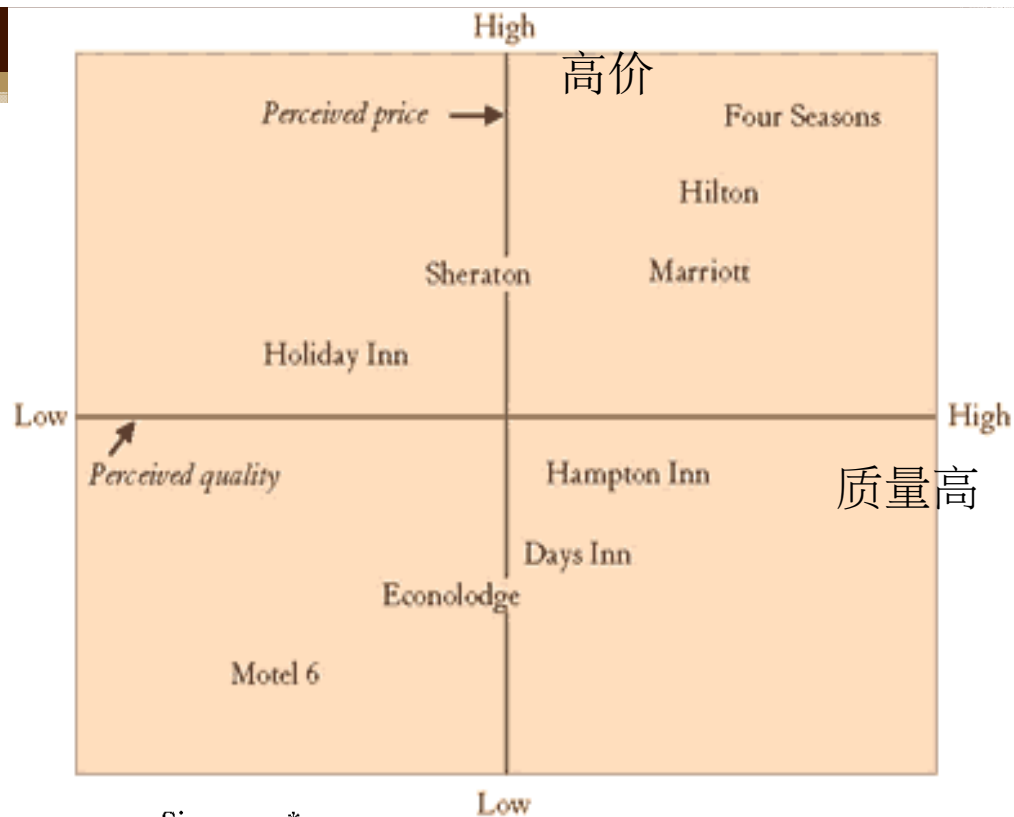 High
高价
Perceived price
Four Seasons
Hilton
Sheraton
Marriott
Holiday Inn
Low
High
Perceived quality
Hampton Inn
质量高
Days Inn
Econolodge
Motel 6
Low